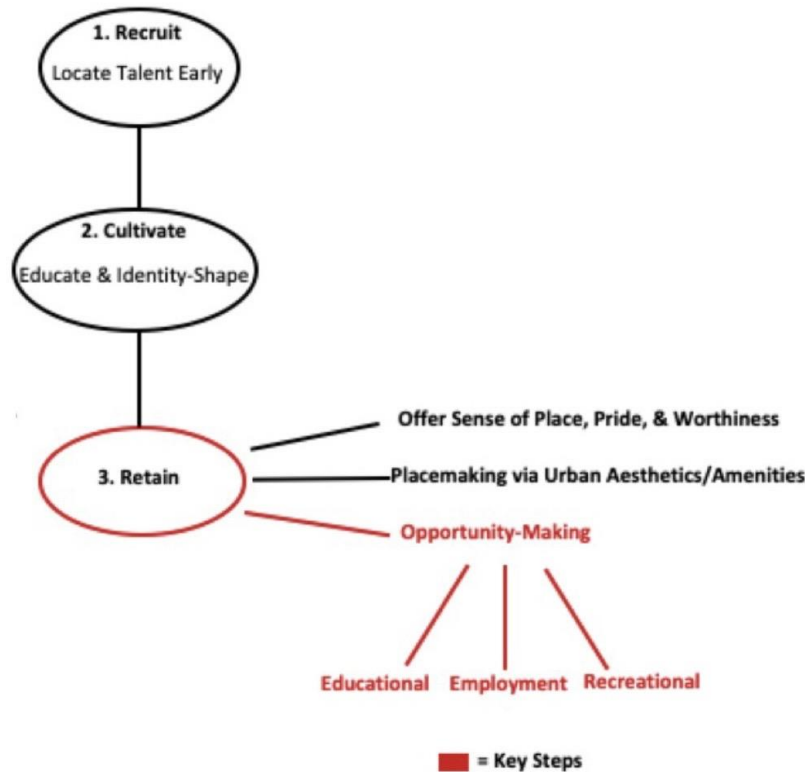 1. Recruit
Locate Talent Early
2. Cultivate
Educate & Identity-Shape
3. Retain
Offer Sense of Place, Pride, & Worthiness
Placemaking via Urban Aesthetics/Amenities
Opportunity-Making
Educational Employment Recreational
= Key Steps